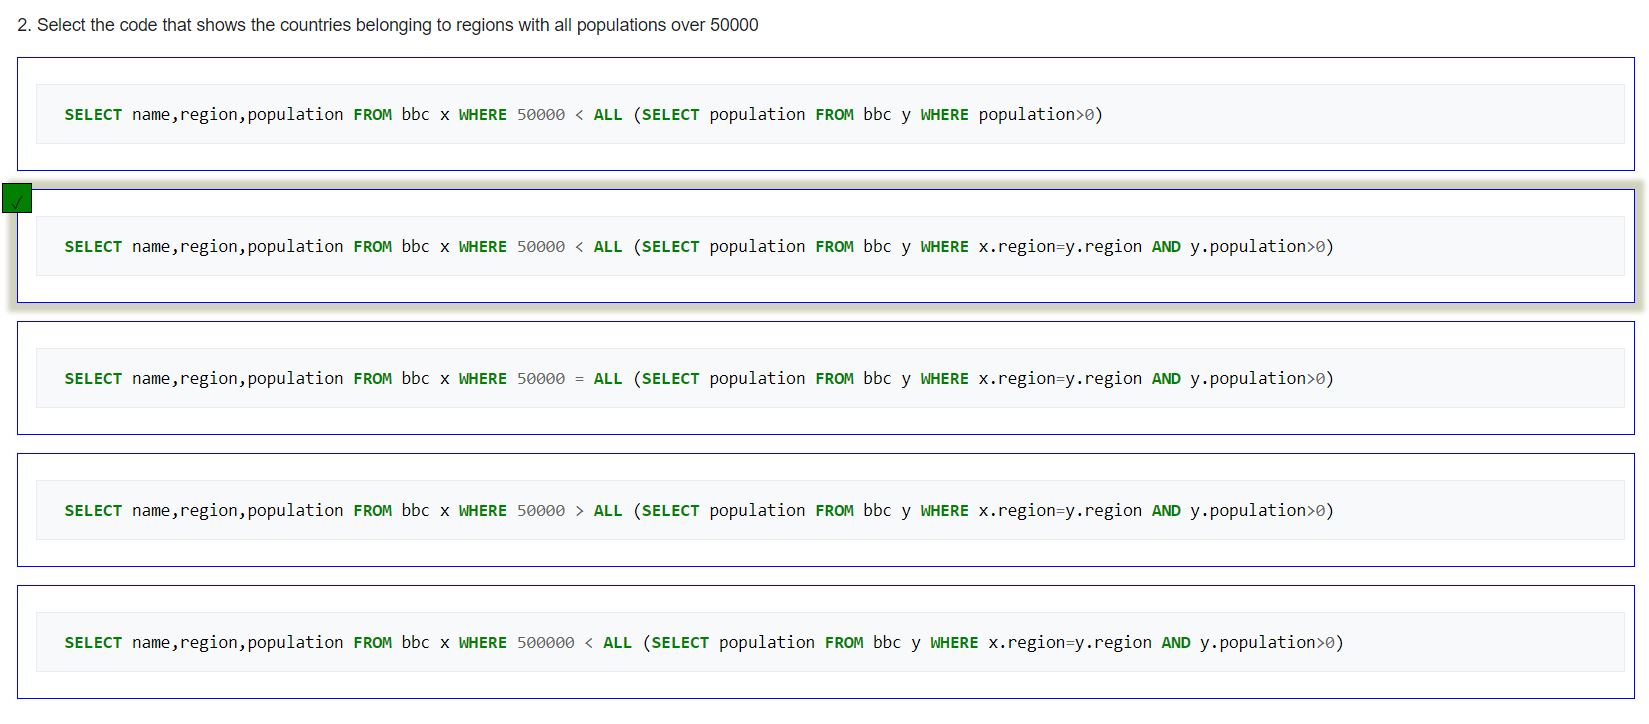 2. Select the code that shows the countries belonging to regions with all populations over 50000
SELECT name,region,population FROM bbc x WHERE 50000 < ALL (SELECT population FROM bbc y WHERE population>0)
✓
SELECT name,region,population FROM bbc x WHERE 50000 < ALL (SELECT population FROM bbc y WHERE x.region=y.region AND y.population>0)
SELECT name,region,population FROM bbc x WHERE 50000 = ALL (SELECT population FROM bbc y WHERE x.region=y.region AND y.population>0)
SELECT name,region,population FROM bbc x WHERE 50000 > ALL (SELECT population FROM bbc y WHERE x.region=y.region AND y.population>0)
SELECT name,region,population FROM bbc x WHERE 500000 < ALL (SELECT population FROM bbc y WHERE x.region=y.region AND y.population>0)